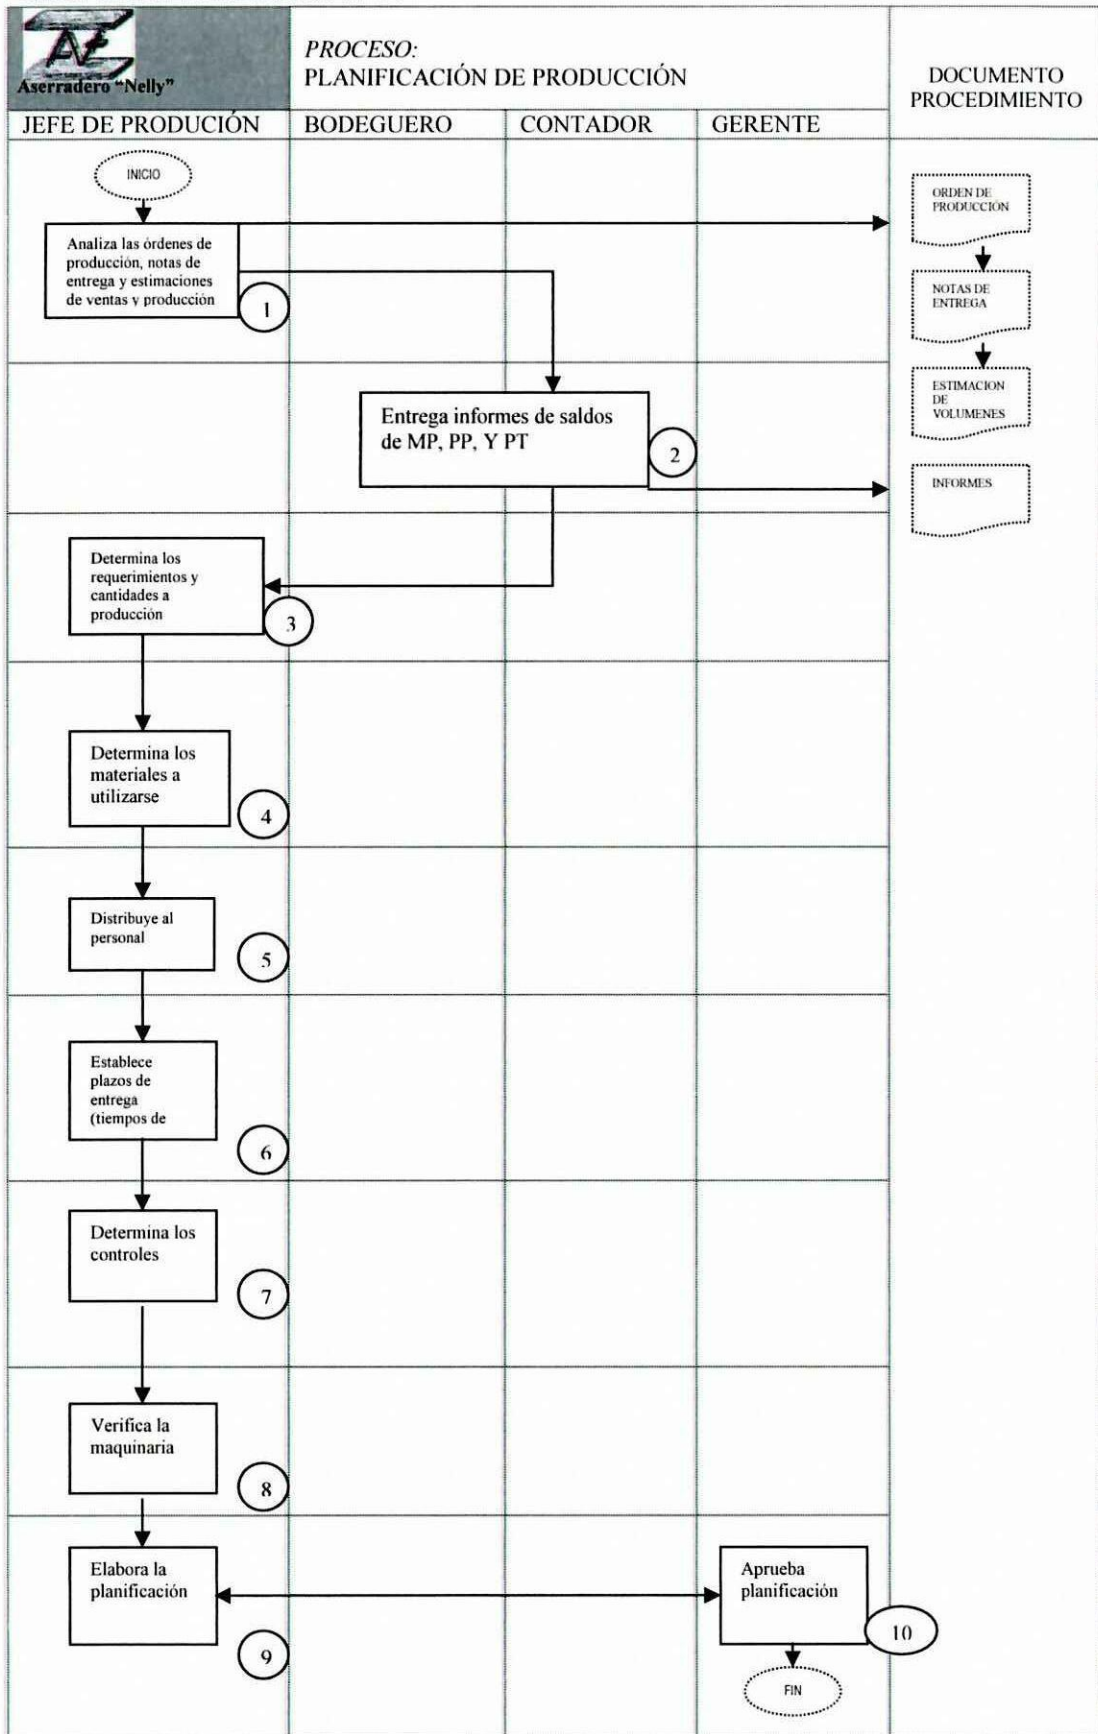 Aserradero "Nelly"
PROCESO:
PLANIFICACIÓN DE PRODUCCIÓN
DOCUMENTO
PROCEDIMIENTO
JEFE DE PRODUCIÓN
BODEGUERO
CONTADOR
GERENTE
INICIO
Analiza las órdenes de
producción, notas de
entrega y estimaciones
de ventas y producción
1
ORDEN DE
PRODUCCIÓN
NOTAS DE
ENTREGA
ESTIMACION
DE
VOLUMENES
INFORMES
Entrega informes de saldos
de MP, PP, Y PT
2
Determina los
requerimientos y
cantidades a
producción
3
Determina los
materiales a
utilizarse
4
Distribuye al
personal
5
Establece
plazos de
entrega
(tiempos de
6
Determina los
controles
7
Verifica la
maquinaria
8
Elabora la
planificación
9
Aprueba
planificación
10
FIN